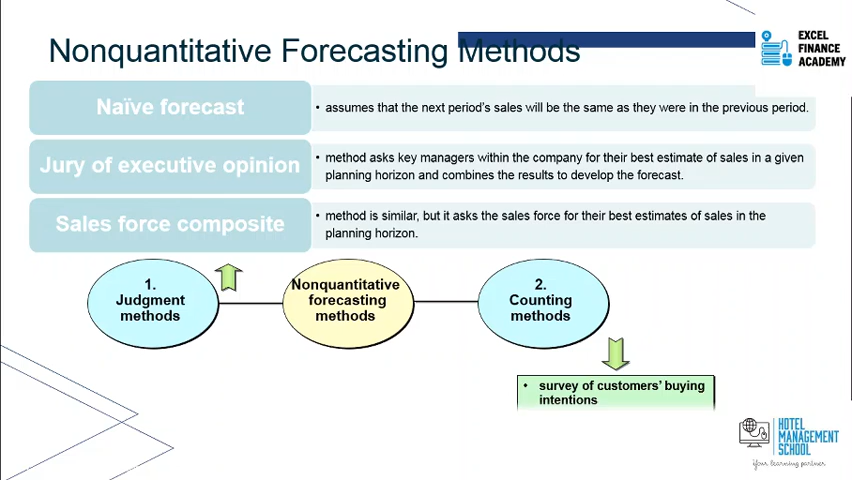 Nonquantitative Forecasting Methods
EXCEL
FINANCE
ACADEMY
Naïve forecast
• assumes that the next period's sales will be the same as they were in the previous period.
Jury of executive opinion
• method asks key managers within the company for their best estimate of sales in a given
planning horizon and combines the results to develop the forecast.
Sales force composite
• method is similar, but it asks the sales force for their best estimates of sales in the
planning horizon.
1.
Judgment
methods
Nonquantitative
forecasting
methods
2.
Counting
methods
• survey of customers' buying
intentions
HOTEL
MANAGEMENT
SCHOOL
your learning partner